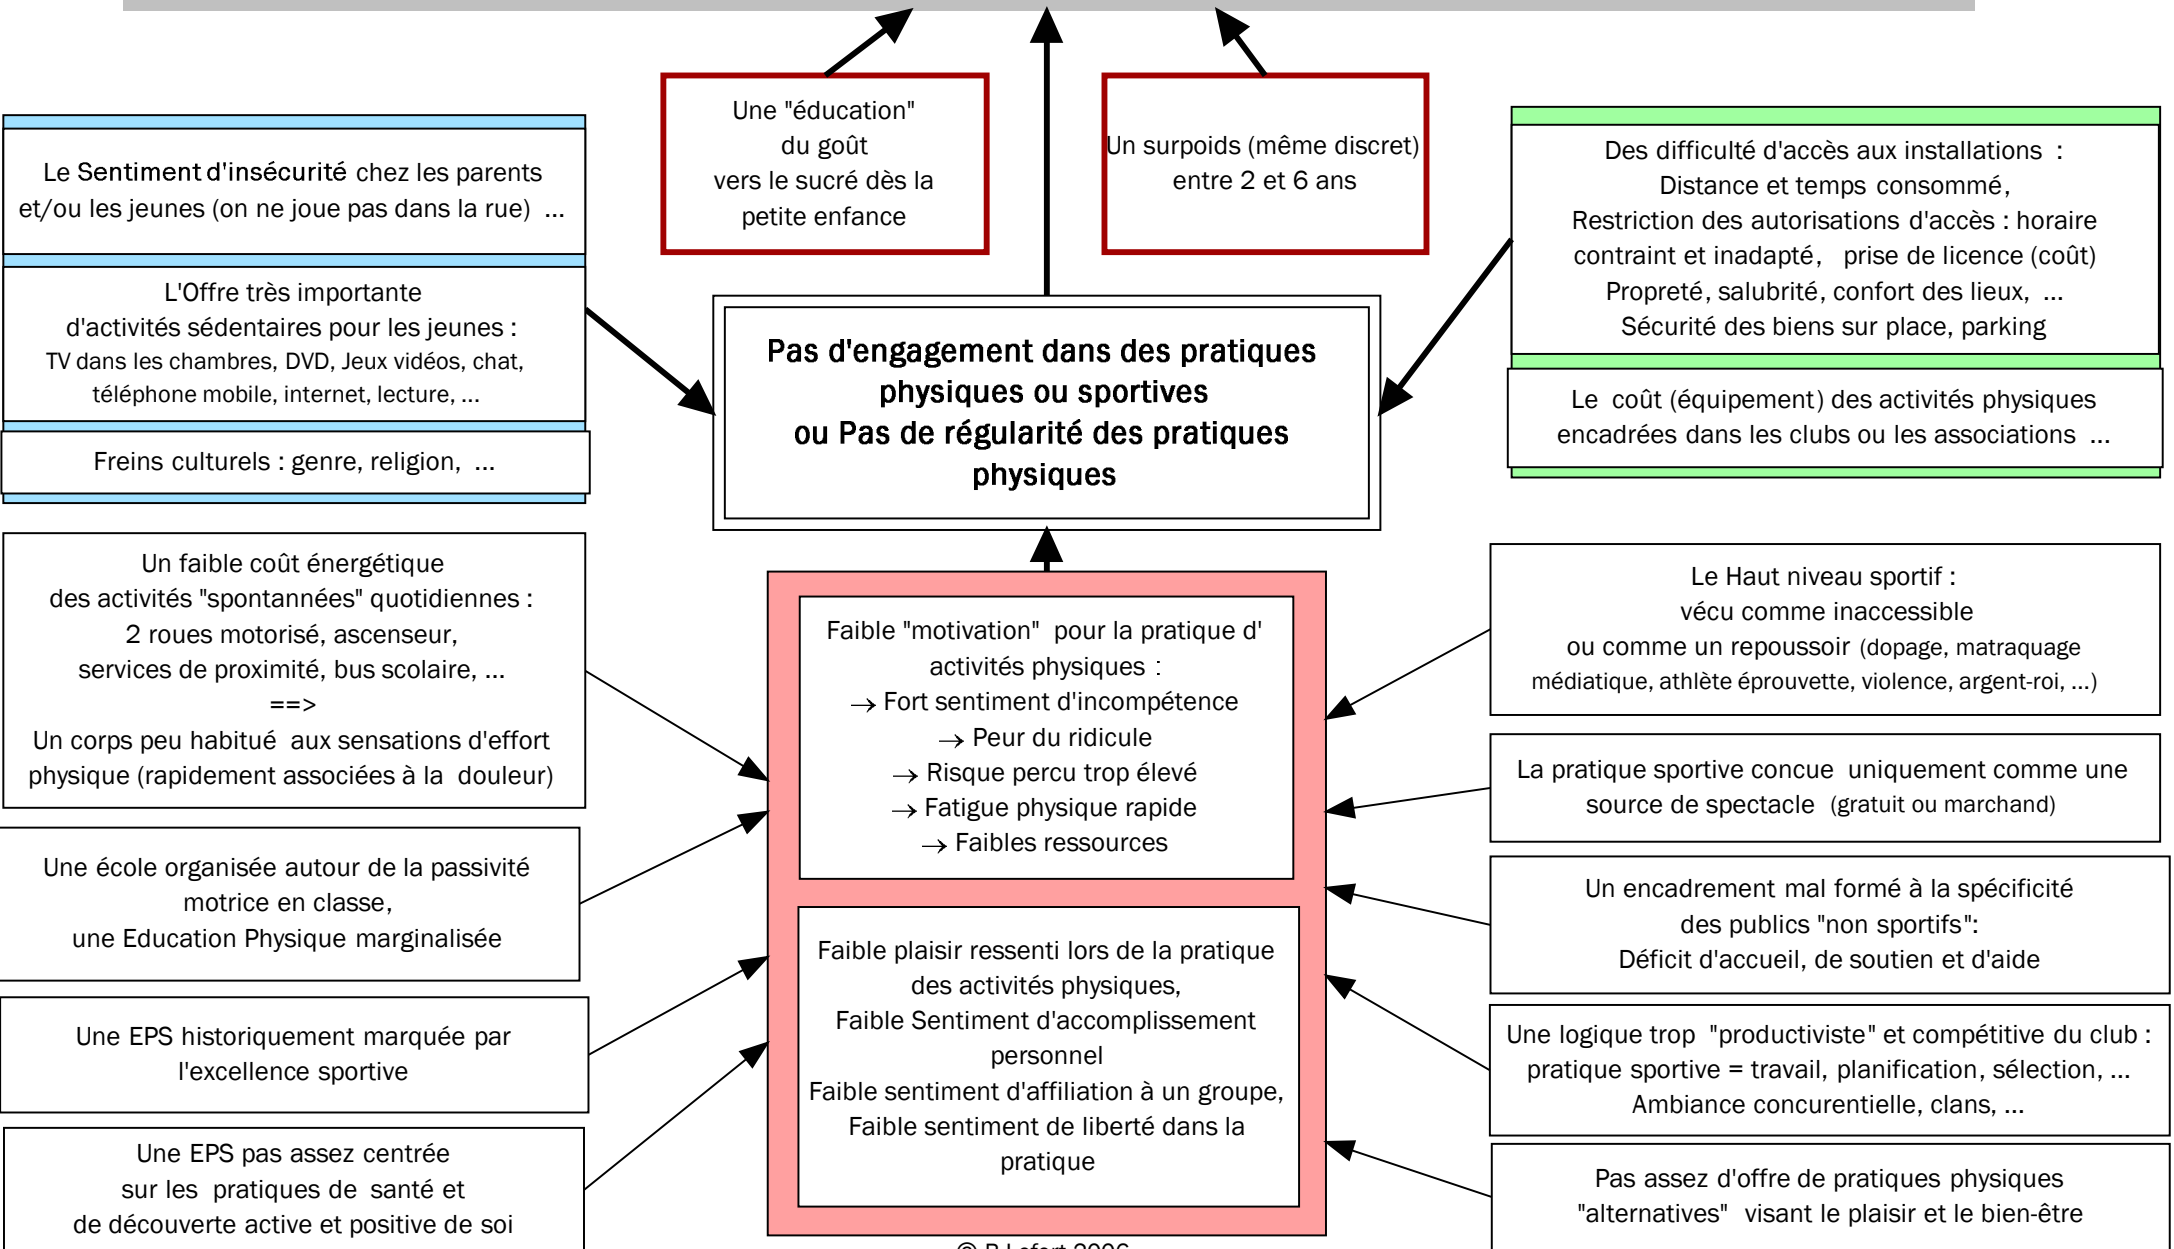 Une "éducation"
du goût
vers le sucré dès la
petite enfance
Un surpoids (même discret)
entre 2 et 6 ans
Le Sentiment d'insécurité chez les parents
et/ou les jeunes (on ne joue pas dans la rue) ...
L'Offre très importante
d'activités sédentaires pour les jeunes :
TV dans les chambres, DVD, Jeux vidéos, chat,
téléphone mobile, internet, lecture, ...
Freins culturels : genre, religion, ...
Des difficulté d'accès aux installations :
Distance et temps consommé,
Restriction des autorisations d'accès : horaire
contraint et inadapté, prise de licence (coût)
Propreté, salubrité, confort des lieux, ...
Sécurité des biens sur place, parking
Le coût (équipement) des activités physiques
encadrées dans les clubs ou les associations ...
Pas d'engagement dans des pratiques
physiques ou sportives
ou Pas de régularité des pratiques
physiques
Un faible coût énergétique
des activités "spontannées" quotidiennes :
2 roues motorisé, ascenseur,
services de proximité, bus scolaire, ...
==>
Un corps peu habitué aux sensations d'effort
physique (rapidement associées à la douleur)
Une école organisée autour de la passivité
motrice en classe,
une Education Physique marginalisée
Une EPS historiquement marquée par
l'excellence sportive
Une EPS pas assez centrée
sur les pratiques de santé et
de découverte active et positive de soi
Faible "motivation" pour la pratique d'
activités physiques :
→ Fort sentiment d'incompétence
→ Peur du ridicule
→ Risque percu trop élevé
→ Fatigue physique rapide
→ Faibles ressources
Faible plaisir ressenti lors de la pratique
des activités physiques,
Faible Sentiment d'accomplissement
personnel
Faible sentiment d'affiliation à un groupe,
Faible sentiment de liberté dans la
pratique
Le Haut niveau sportif :
vécu comme inaccessible
ou comme un repoussoir (dopage, matraquage
médiatique, athlète éprouvette, violence, argent-roi, ...)
La pratique sportive concue uniquement comme une
source de spectacle (gratuit ou marchand)
Un encadrement mal formé à la spécificité
des publics "non sportifs":
Déficit d'accueil, de soutien et d'aide
Une logique trop "productiviste" et compétitive du club :
pratique sportive = travail, planification, sélection, ...
Ambiance concurentielle, clans, ...
Pas assez d'offre de pratiques physiques
"alternatives" visant le plaisir et le bien-être
© B Lefort 2006